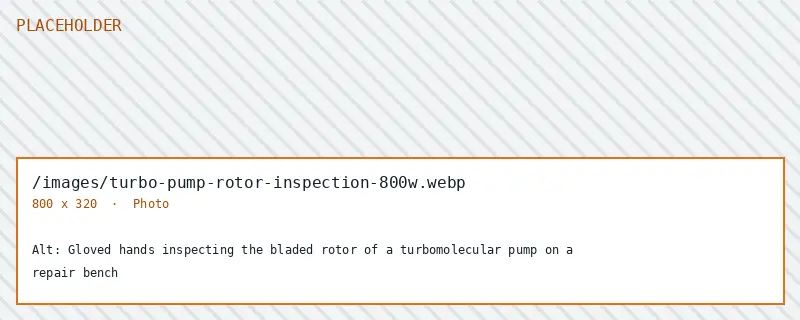 PLACEHOLDER
/images/turbo-pump-rotor-inspection-800w.webp
800 x 320 · Photo
Alt: Gloved hands inspecting the bladed rotor of a turbomolecular pump on a
repair bench